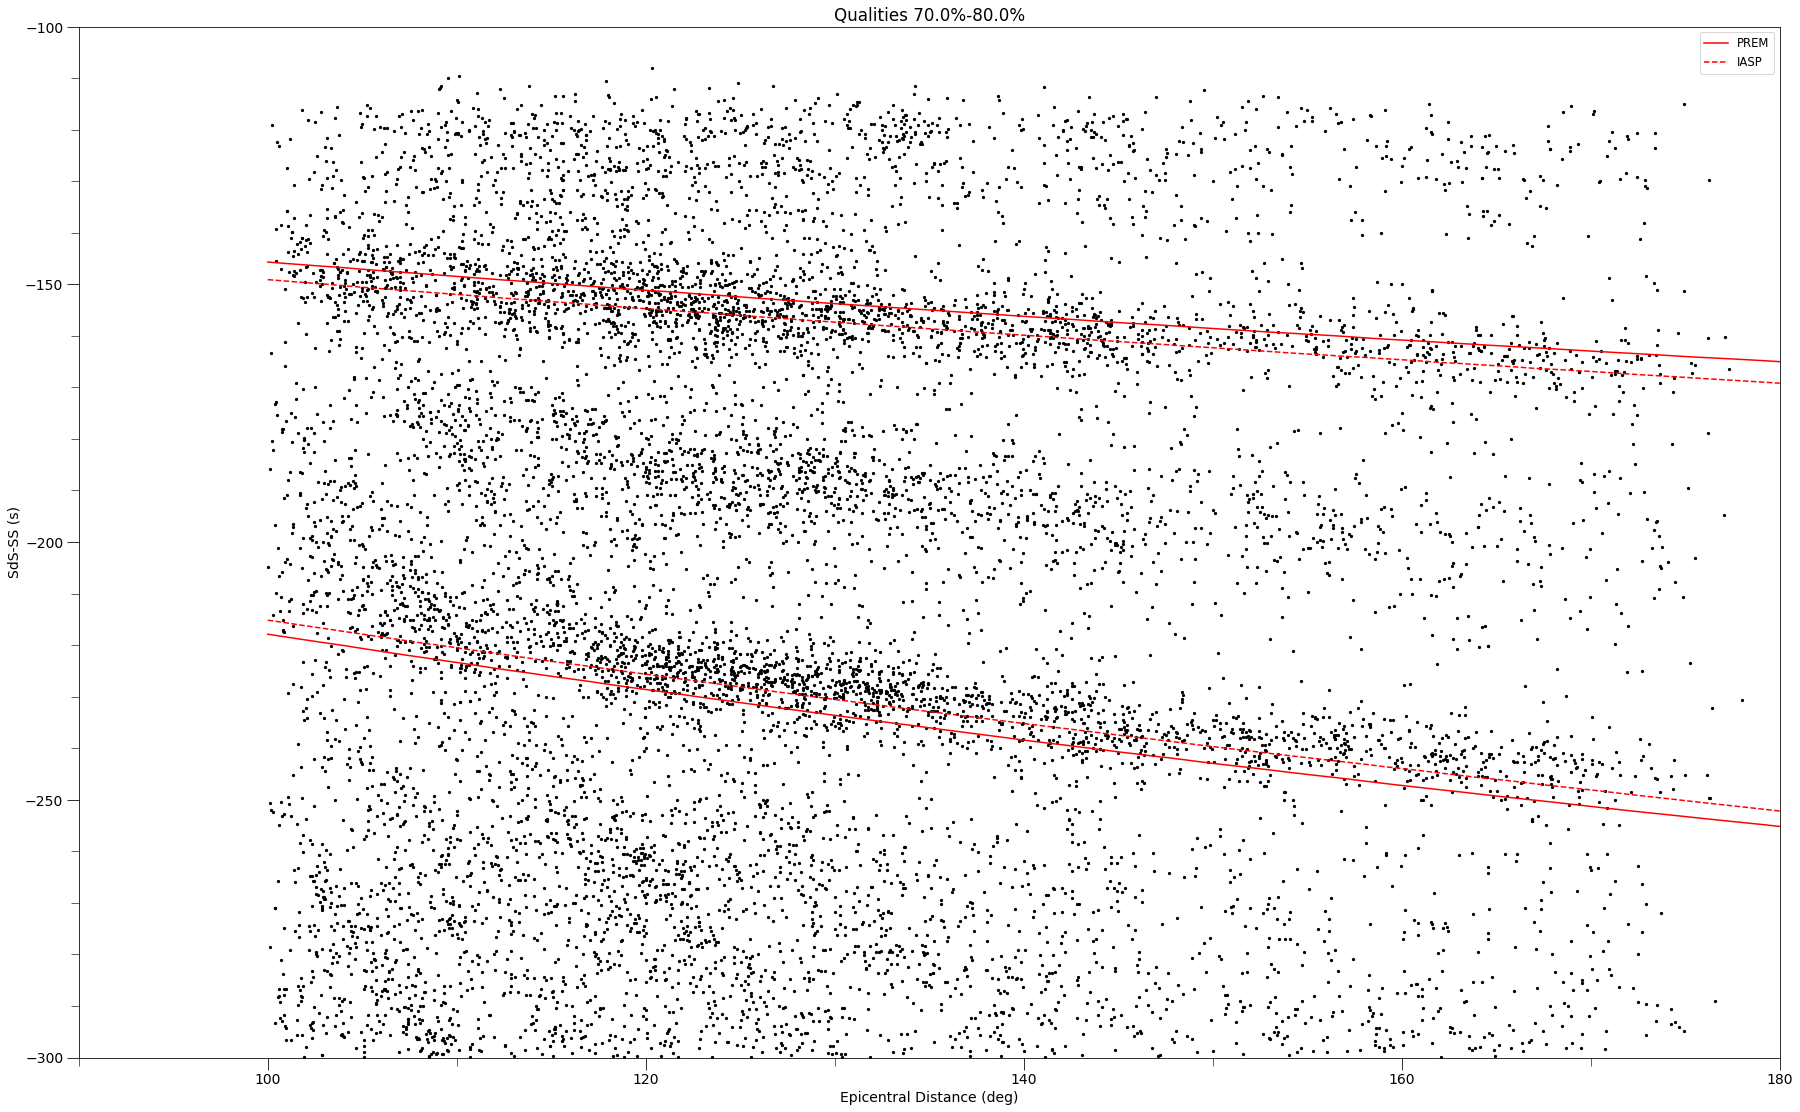 Qualities 70.0%-80.0%
PREM
IASP
−100
−150
−200
−250
−300
SdS-SS (s)
100
120
140
160
180
Epicentral Distance (deg)